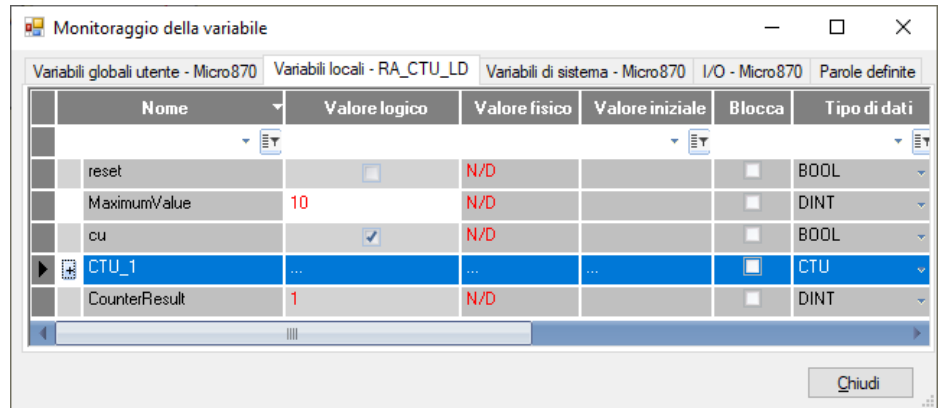 Monitoraggio della variabile
Variabili globali utente - Micro870 Variabili locali - RA_CTU_LD Variabili di sistema - Micro870 I/O - Micro870 Parole definite
Nome Valore logico Valore fisico Valore iniziale Blocca Tipo di dati
reset N/D BOOL
MaximumValue 10 N/D DINT
cu N/D BOOL
CTU_1 ... ... ... CTU
CounterResult 1 N/D DINT
Chiudi